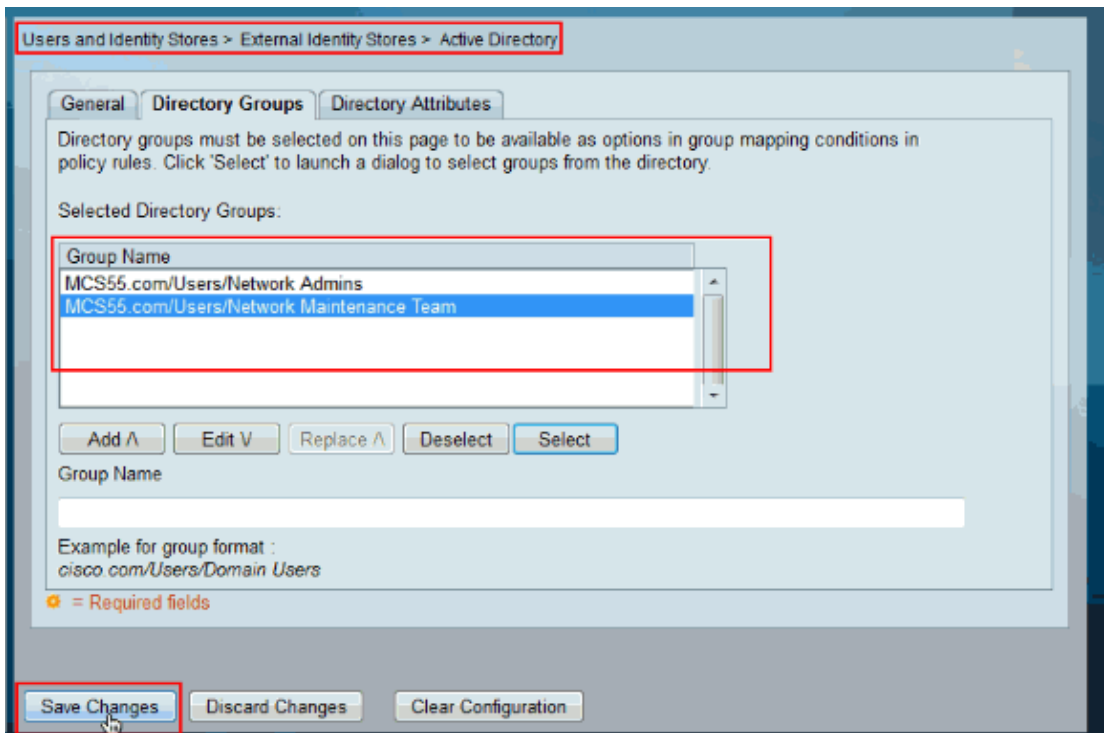 Users and Identity Stores > External Identity Stores > Active Directory
General Directory Groups Directory Attributes
Directory groups must be selected on this page to be available as options in group mapping conditions in
policy rules. Click 'Select' to launch a dialog to select groups from the directory.
Selected Directory Groups:
Group Name
MCS55.com/Users/Network Admins
MCS55.com/Users/Network Maintenance Team
Add /\ Edit \/ Replace /\ Deselect Select
Group Name
Example for group format :
cisco.com/Users/Domain Users
= Required fields
Save Changes Discard Changes Clear Configuration